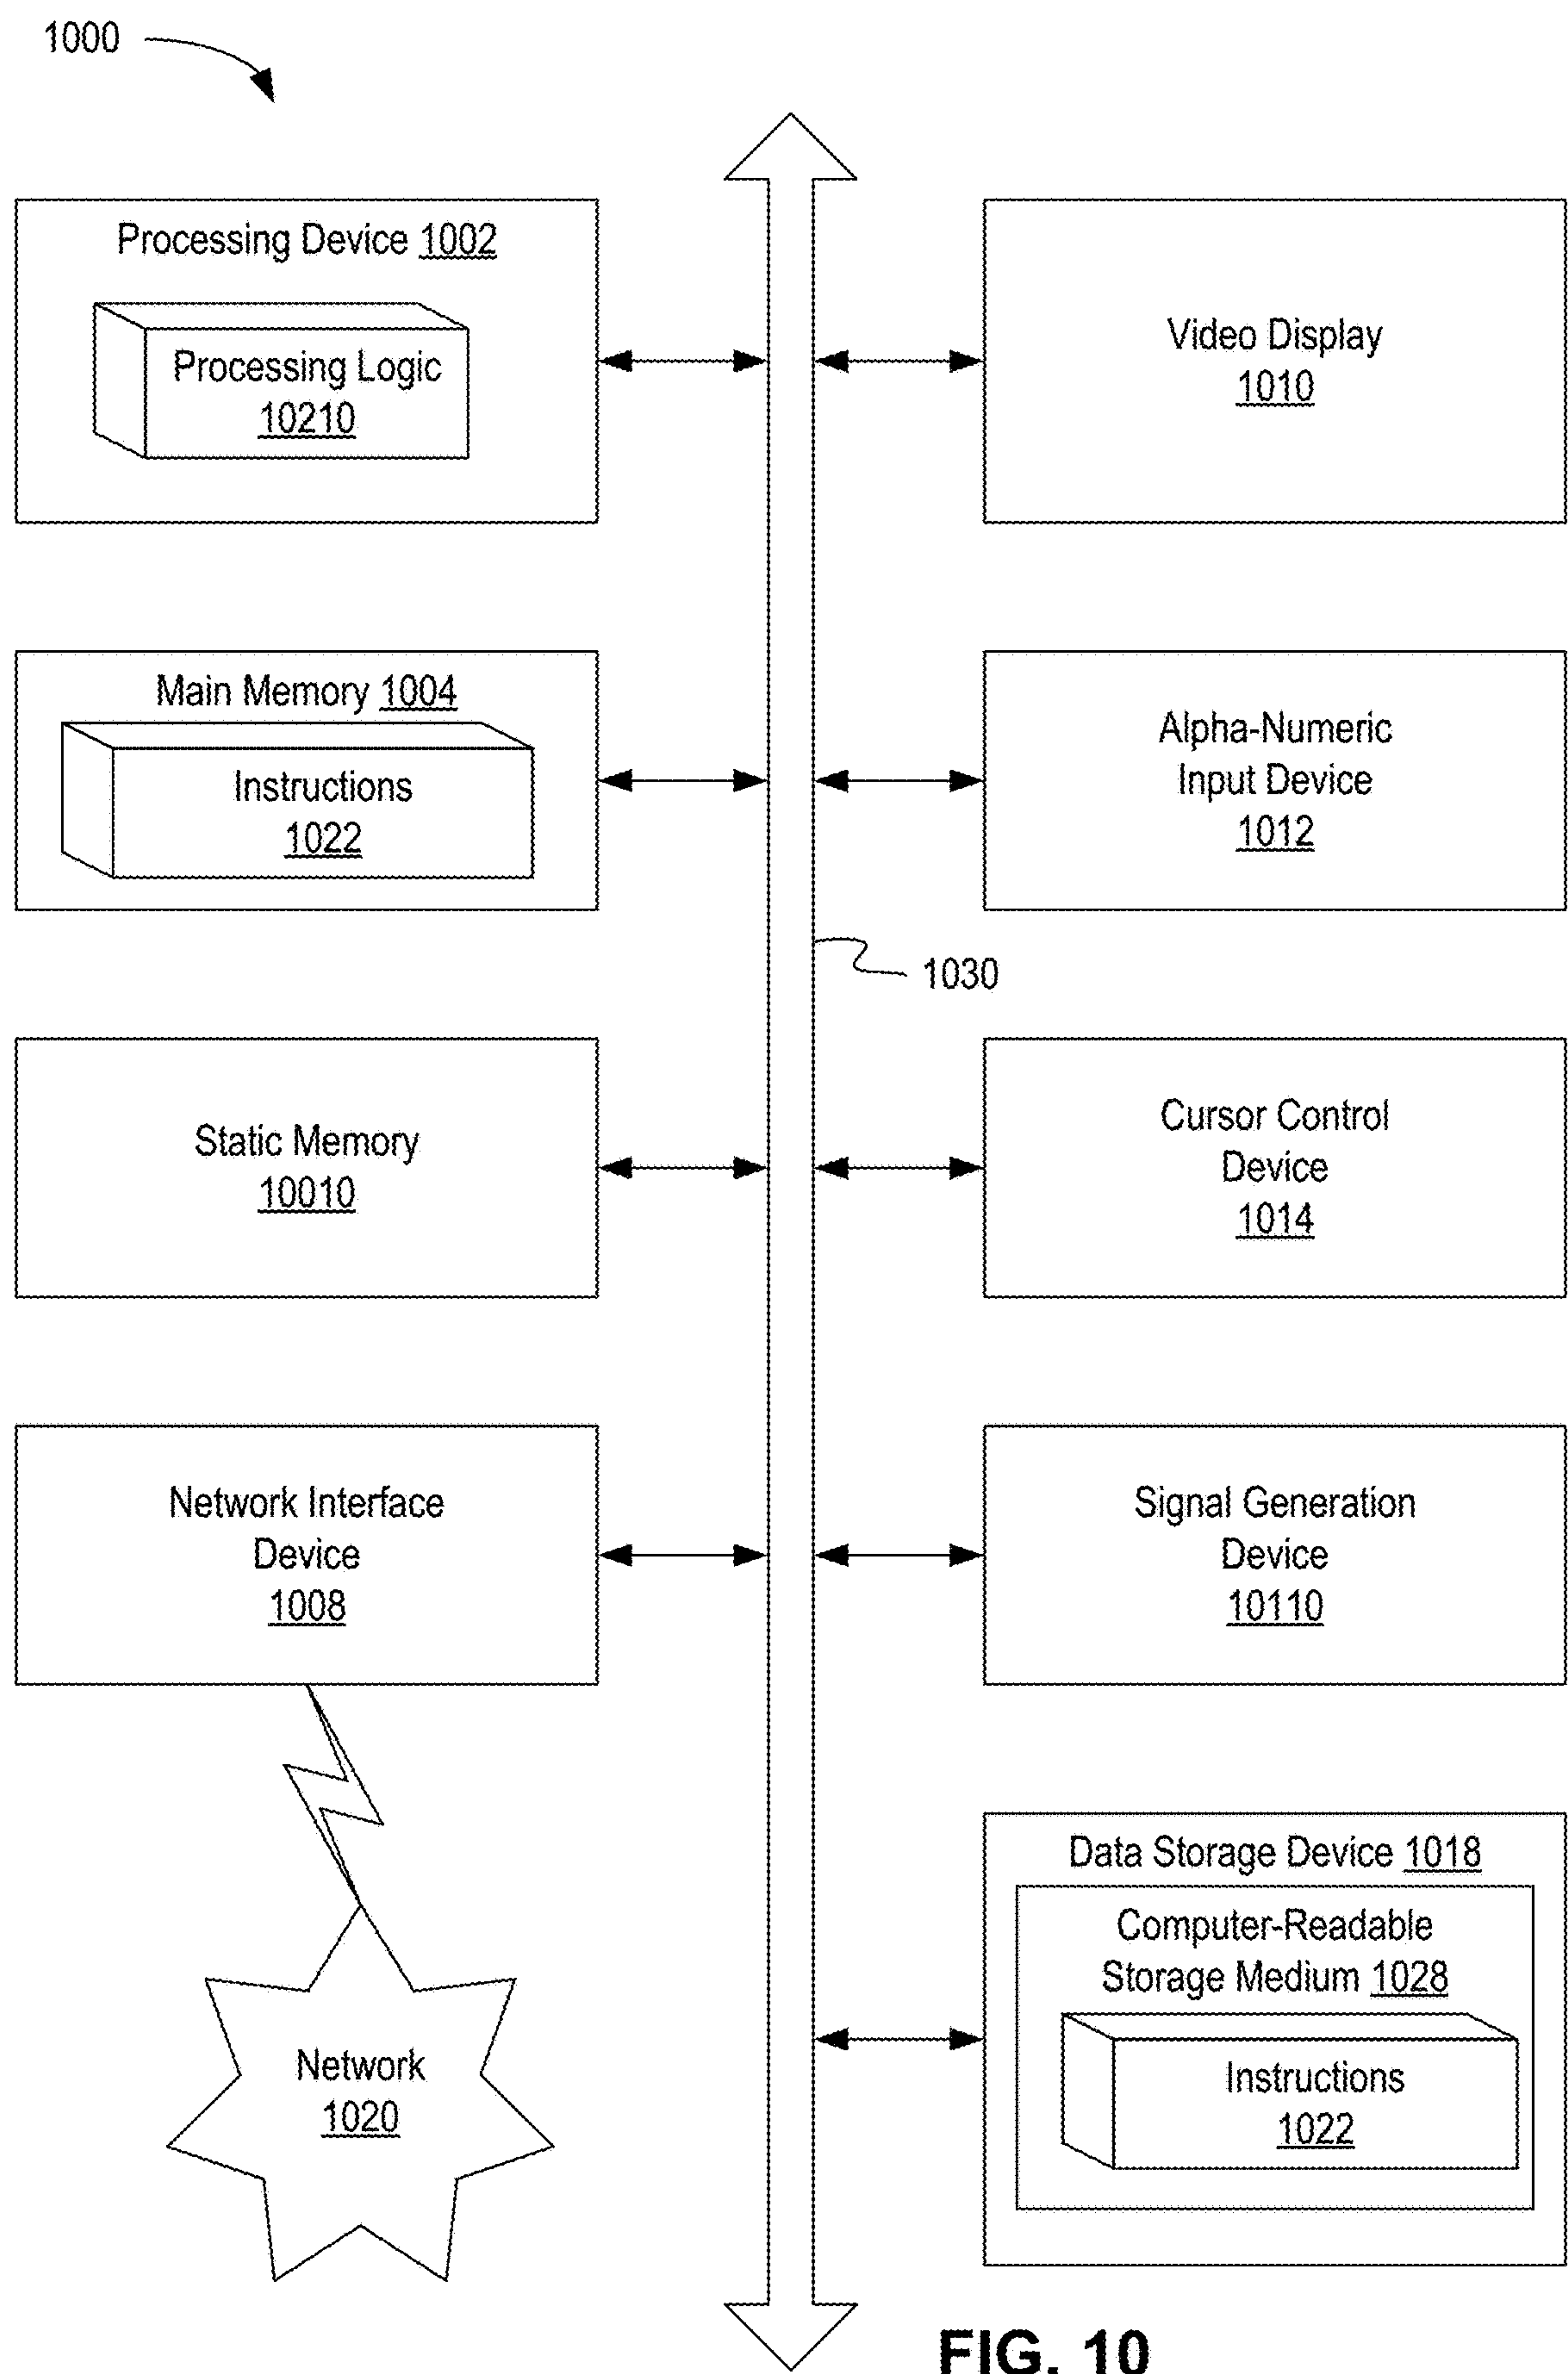 1000
Processing Device 1002
Processing Logic
10210
Video Display
1010
Main Memory 1004
Instructions
1022
Alpha-Numeric
Input Device
1012
1030
Static Memory
10010
Cursor Control
Device
1014
Network Interface
Device
1008
Signal Generation
Device
10110
Data Storage Device 1018
Computer-Readable
Storage Medium 1028
Instructions
1022
Network
1020
FIG. 10